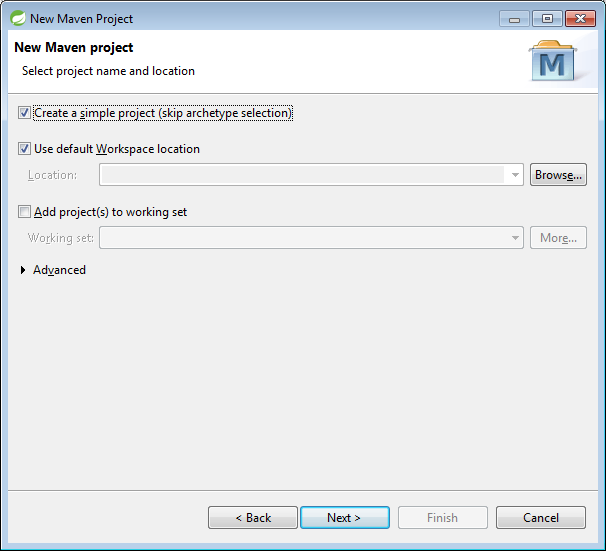 New Maven Project
New Maven project
Select project name and location
M
Create a simple project (skip archetype selection)
Use default Workspace location
Location:
Browse...
Add project(s) to working set
Working set:
More...
Advanced
< Back
Next >
Finish
Cancel